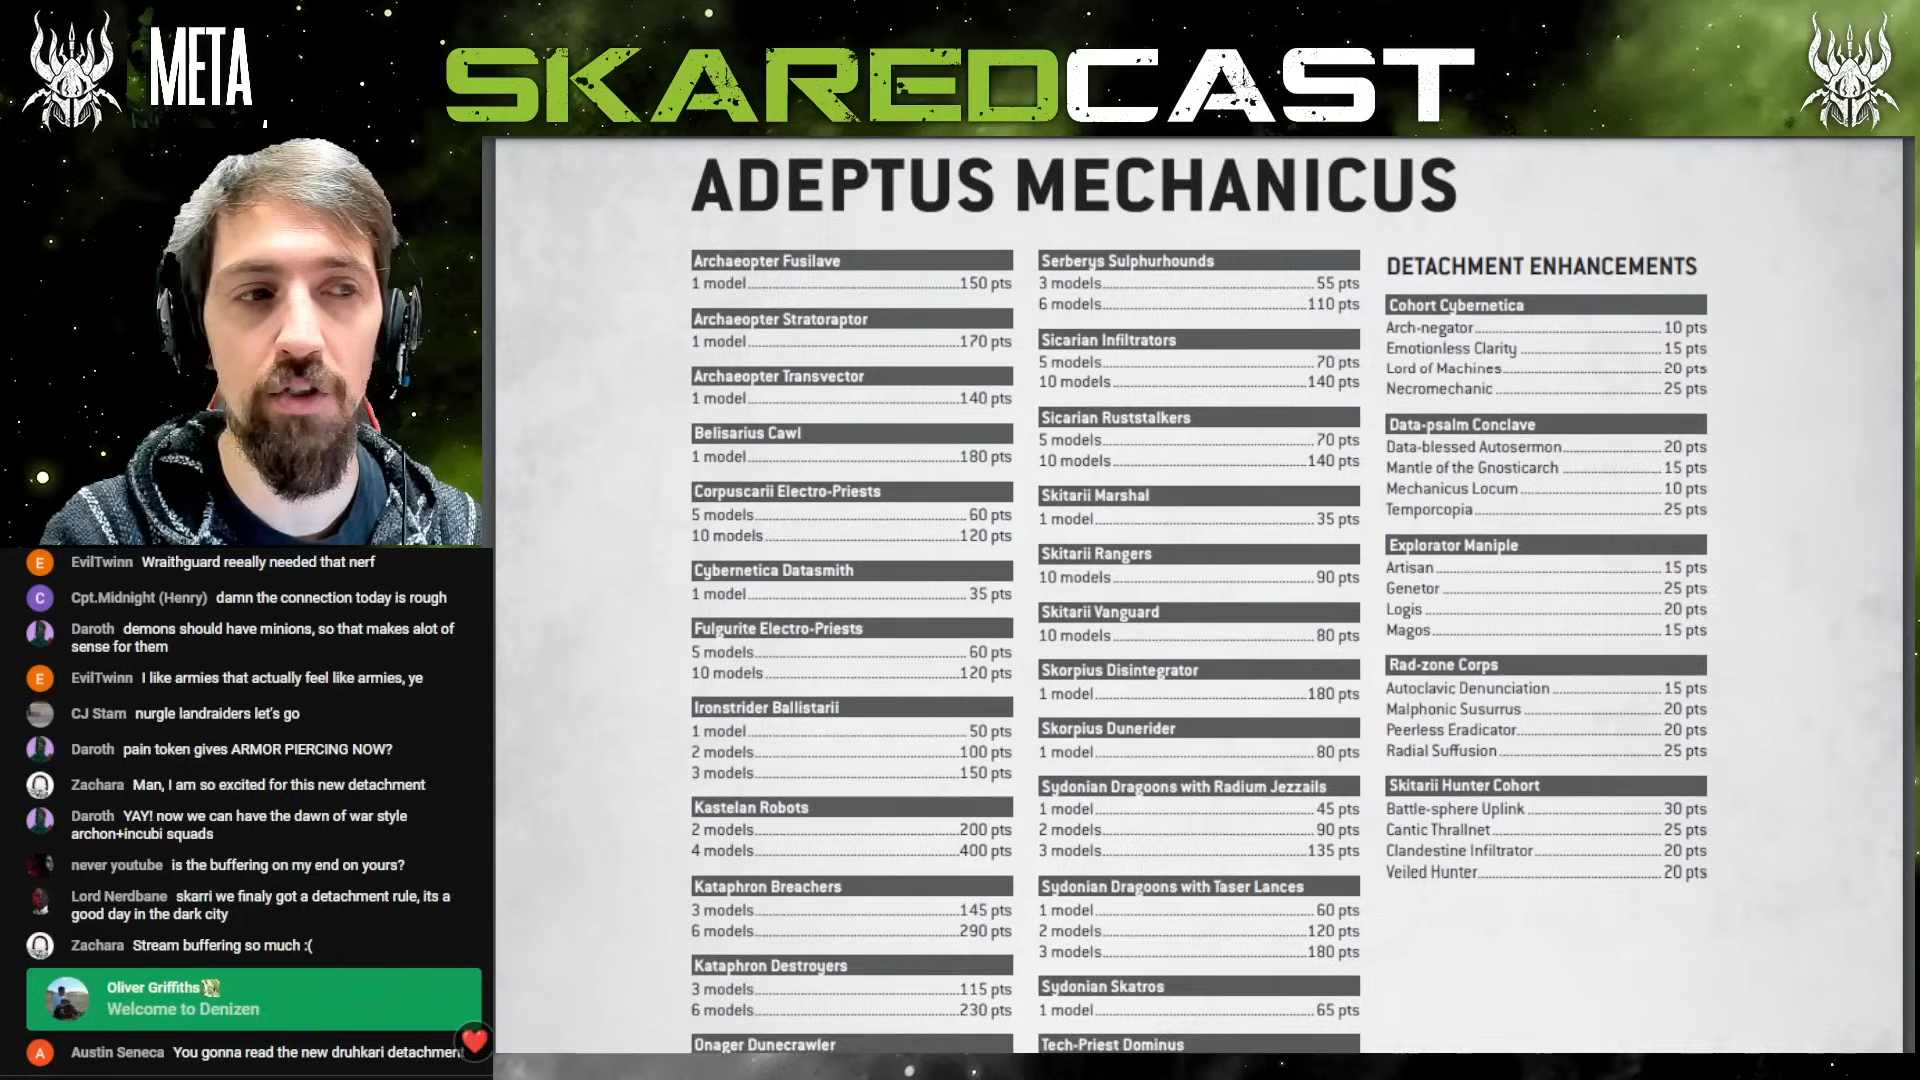 META
SKAREDCAST
EvilTwinn Wraithguard reeally needed that nerf
C Cpt.Midnight (Henry) damn the connection today is rough
Daroth demons should have minions, so that makes alot of
sense for them
E EvilTwinn I like armies that actually feel like armies, ye
CJ Stam nurgle landraiders let's go
Daroth pain token gives ARMOR PIERCING NOW?
Zachara Man, I am so excited for this new detachment
Daroth YAY! now we can have the dawn of war style
archon+incubi squads
never youtube is the buffering on my end on yours?
Lord Nerdbane skarri we finaly got a detachment rule, its a
good day in the dark city
Zachara Stream buffering so much :(
Oliver Griffiths
Welcome to Denizen
A Austin Seneca You gonna read the new druhkari detachment
ADEPTUS MECHANICUS
Archaeopter Fusilave
1 model 150 pts
Archaeopter Stratoraptor
1 model 170 pts
Archaeopter Transvector
1 model 140 pts
Belisarius Cawl
1 model 180 pts
Corpuscarii Electro-Priests
5 models 60 pts
10 models 120 pts
Cybernetica Datasmith
1 model 35 pts
Fulgurite Electro-Priests
5 models 60 pts
10 models 120 pts
Ironstrider Ballistarii
1 model 50 pts
2 models 100 pts
3 models 150 pts
Kastelan Robots
2 models 200 pts
4 models 400 pts
Kataphron Breachers
3 models 145 pts
6 models 290 pts
Kataphron Destroyers
3 models 115 pts
6 models 230 pts
Onager Dunecrawler
Serberys Sulphurhounds
3 models 55 pts
6 models 110 pts
Sicarian Infiltrators
5 models 70 pts
10 models 140 pts
Sicarian Ruststalkers
5 models 70 pts
10 models 140 pts
Skitarii Marshal
1 model 35 pts
Skitarii Rangers
10 models 90 pts
Skitarii Vanguard
10 models 80 pts
Skorpius Disintegrator
1 model 180 pts
Skorpius Dunerider
1 model 80 pts
Sydonian Dragoons with Radium Jezzails
1 model 45 pts
2 models 90 pts
3 models 135 pts
Sydonian Dragoons with Taser Lances
1 model 60 pts
2 models 120 pts
3 models 180 pts
Sydonian Skatros
1 model 65 pts
Tech-Priest Dominus
DETACHMENT ENHANCEMENTS
Cohort Cybernetica
Arch-negator 10 pts
Emotionless Clarity 15 pts
Lord of Machines 20 pts
Necromechanic 25 pts
Data-psalm Conclave
Data-blessed Autosermon 20 pts
Mantle of the Gnosticarch 15 pts
Mechanicus Locum 10 pts
Temporcopia 25 pts
Explorator Maniple
Artisan 15 pts
Genetor 25 pts
Logis 20 pts
Magos 15 pts
Rad-zone Corps
Autoclavic Denunciation 15 pts
Malphonic Susurrus 20 pts
Peerless Eradicator 20 pts
Radial Suffusion 25 pts
Skitarii Hunter Cohort
Battle-sphere Uplink 30 pts
Cantic Thrallnet 25 pts
Clandestine Infiltrator 20 pts
Veiled Hunter 20 pts